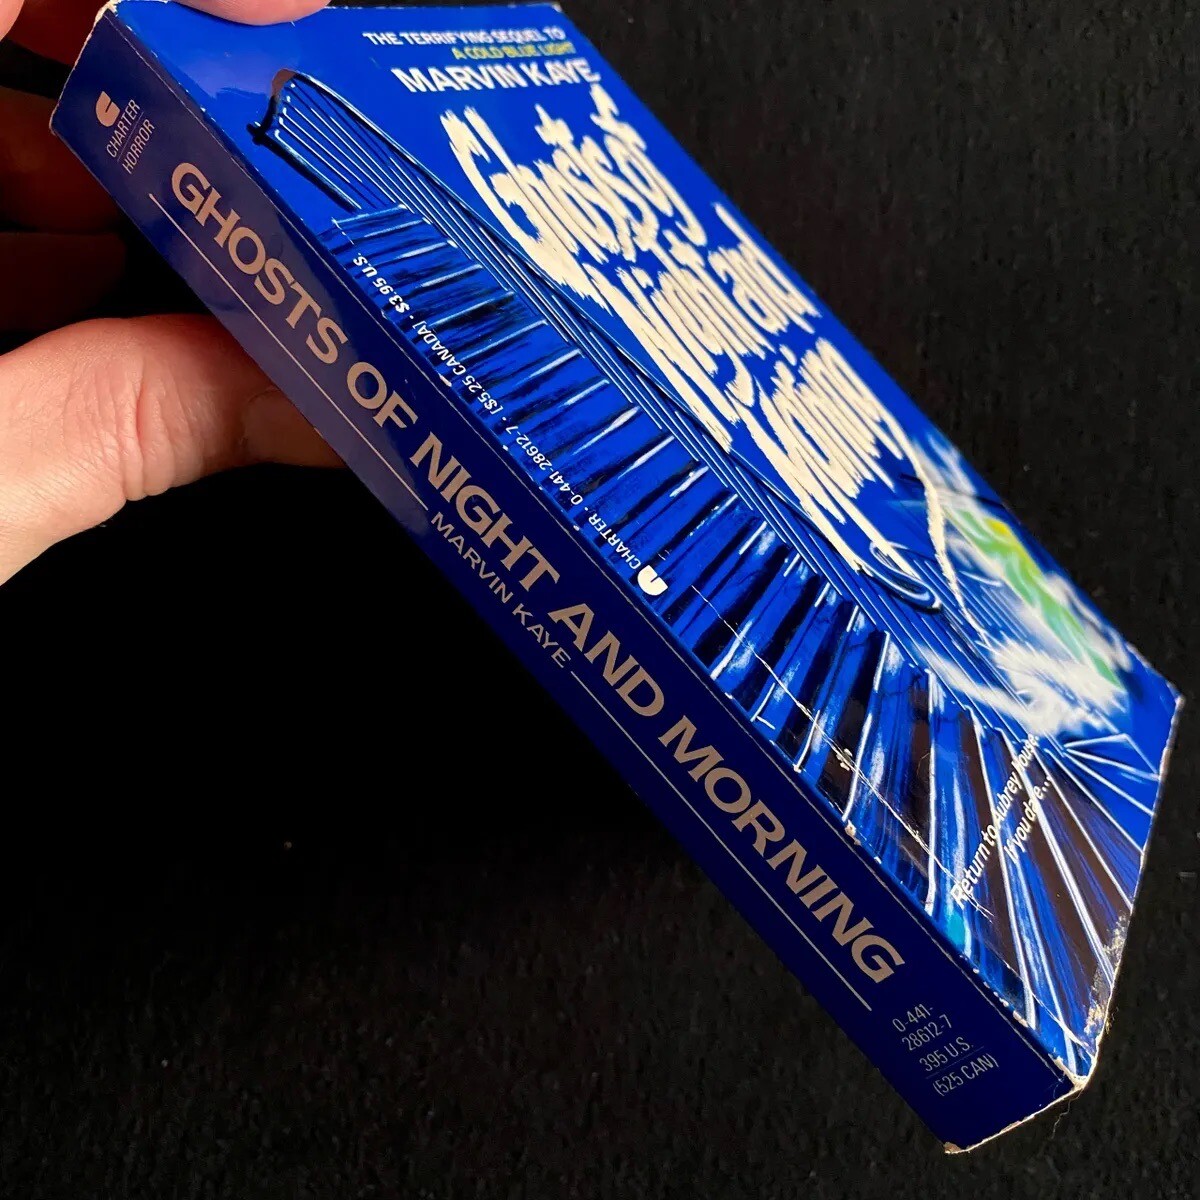 THE TERRIFYING SEQUEL TO
A COLD BLUE LIGHT
MARVIN KAYE
Ghosts of
Night and
Morning
CHARTER · 0-441-28612-7 · ($5.25 CANADA) · $3.95 U.S.
Return to Aubrey House
If you dare...
CHARTER
HORROR
GHOSTS OF NIGHT AND MORNING
MARVIN KAYE
0-441-
28612-7
395 U.S.
(525 CAN)